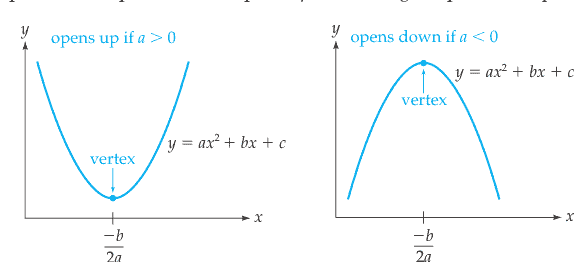 y
opens up if a > 0
y = ax² + bx + c
vertex
x
−b
2a
y
opens down if a < 0
y = ax² + bx + c
vertex
x
−b
2a